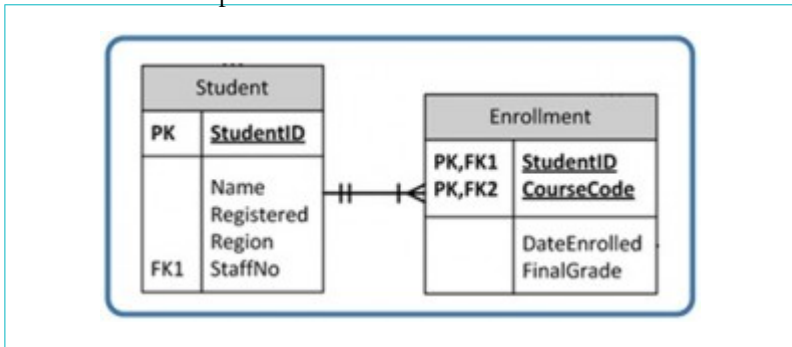 Student
PK StudentID
Name
Registered
Region
FK1 StaffNo
Enrollment
PK,FK1 StudentID
PK,FK2 CourseCode
DateEnrolled
FinalGrade